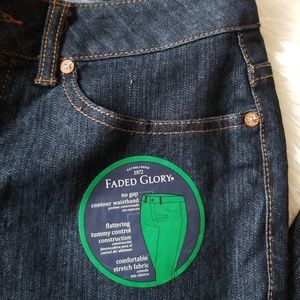 ESTABLISHED
1972
FADED GLORY®
no gap
contour waistband
flattering
tummy control
construction
comfortable
stretch fabric